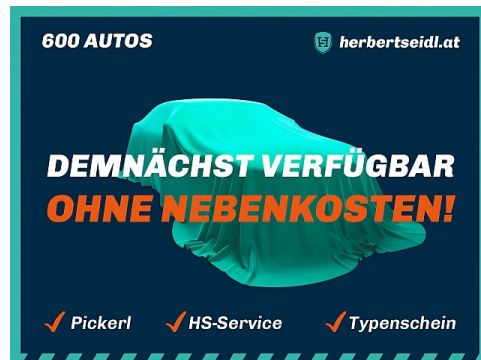 600 AUTOS
herbertseidl.at
DEMNÄCHST VERFÜGBAR
OHNE NEBENKOSTEN!
Pickerl HS-Service Typenschein